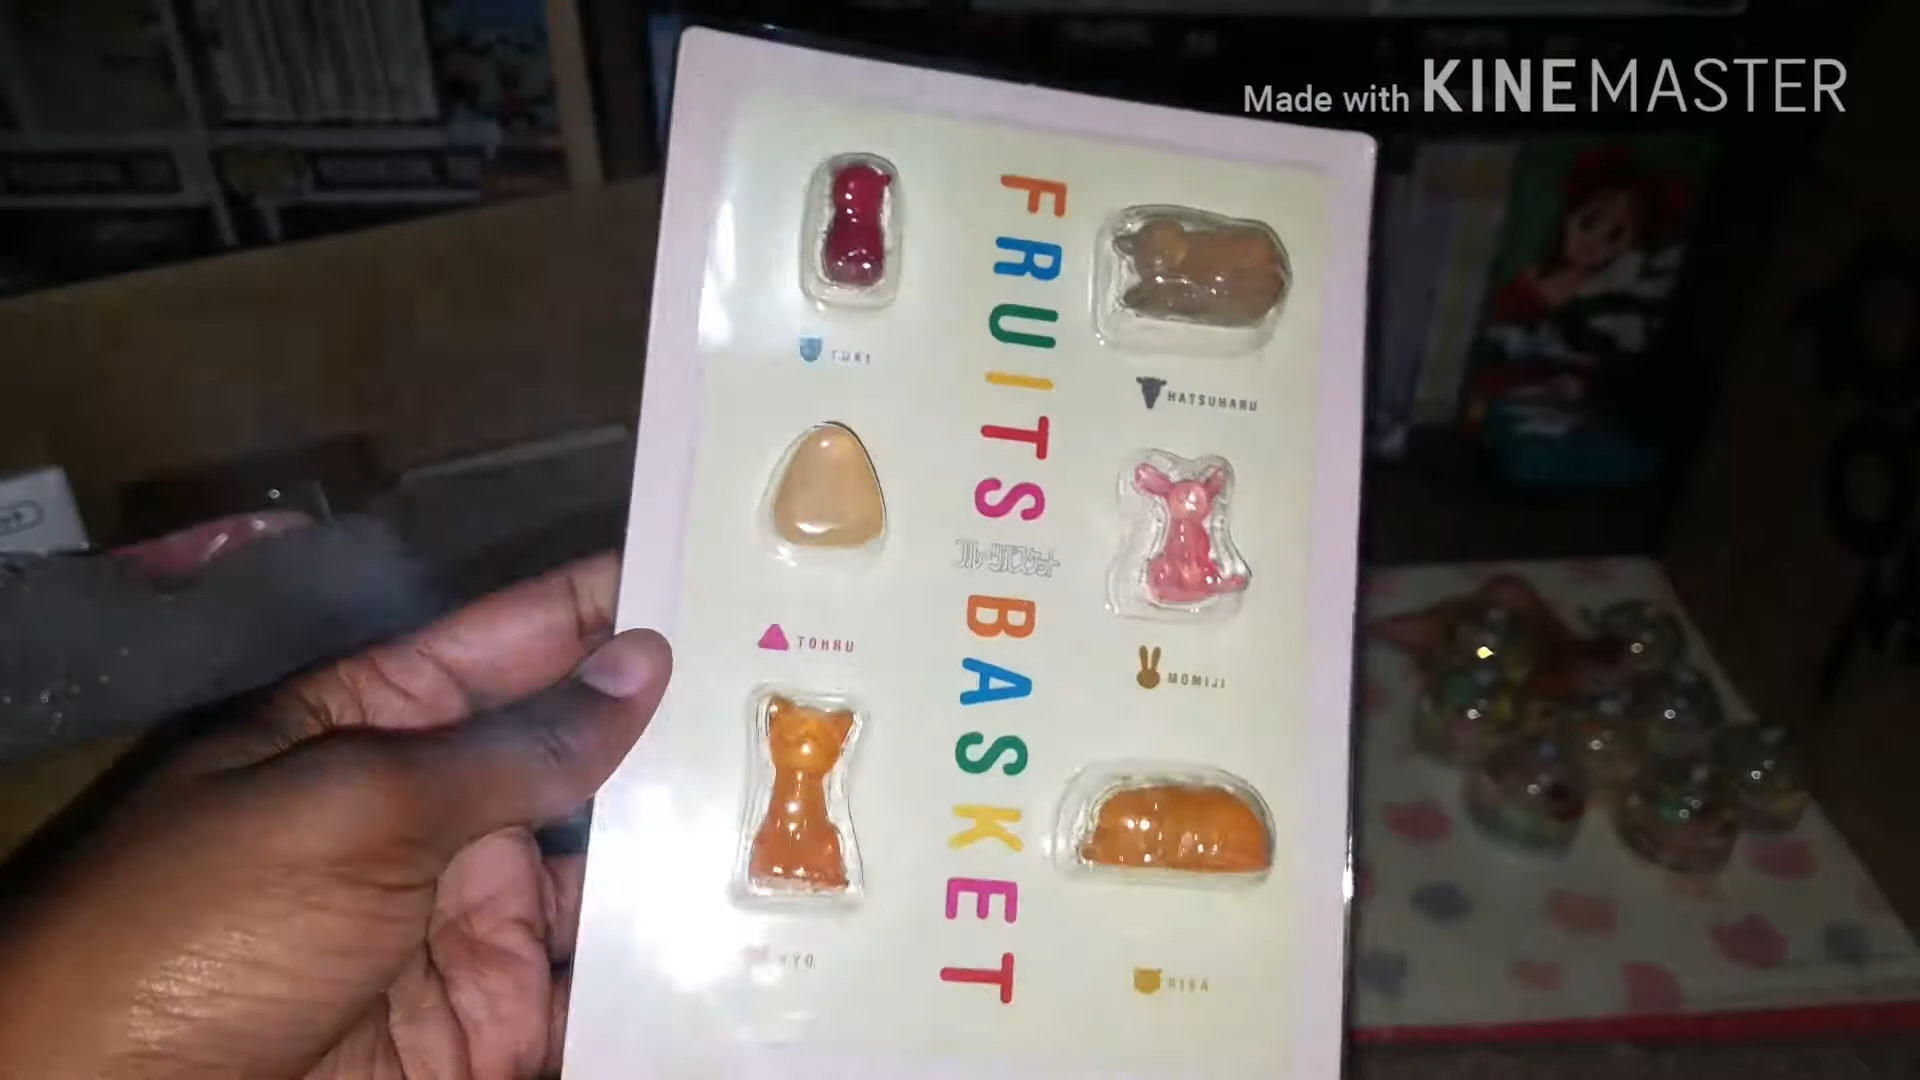 Made with KINEMASTER
FRUITS BASKET
フルーツバスケット
YUKI
HATSUHARU
TOHRU
MOMIJI
KYO
KISA